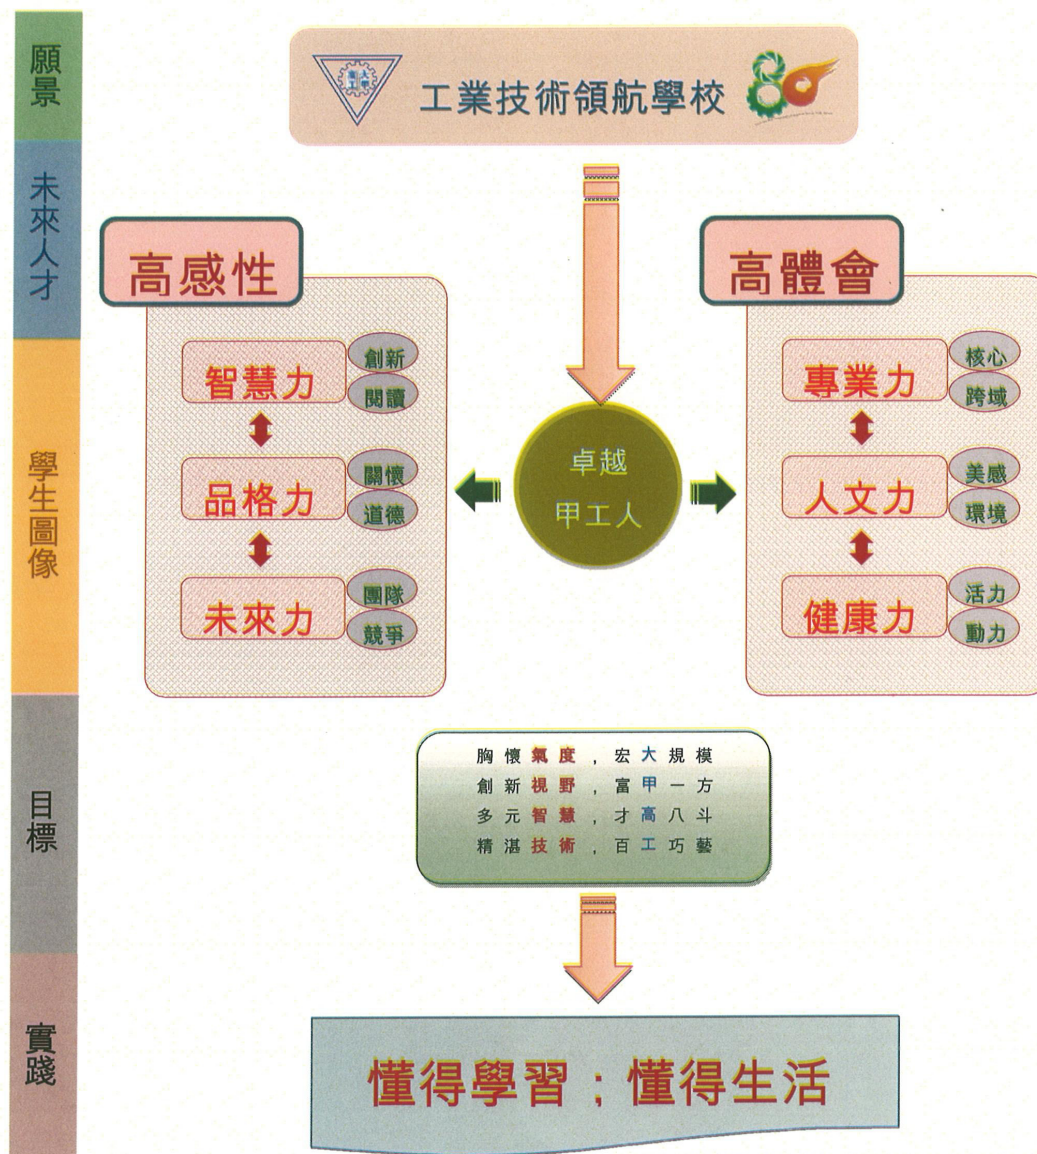 願景
未來人才
學生圖像
目標
實踐
工業技術領航學校
高感性
智慧力
創新
閱讀
品格力
關懷
道德
未來力
團隊
競爭
卓越
甲工人
高體會
專業力
核心
跨域
人文力
美感
環境
健康力
活力
動力
胸懷氣度,宏大規模
創新視野,富甲一方
多元智慧,才高八斗
精湛技術,百工巧藝
懂得學習;懂得生活